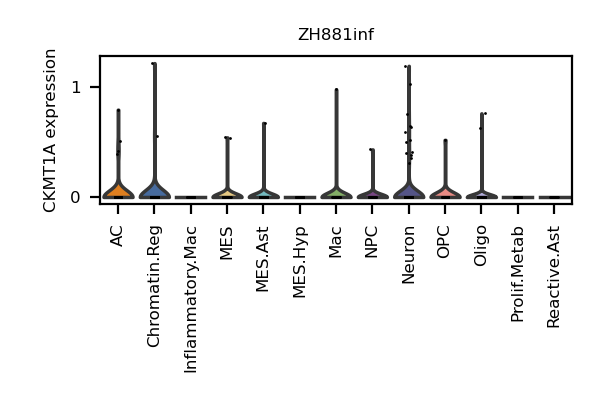 ZH881inf
CKMT1A expression
1
0
AC
Chromatin.Reg
Inflammatory.Mac
MES
MES.Ast
MES.Hyp
Mac
NPC
Neuron
OPC
Oligo
Prolif.Metab
Reactive.Ast